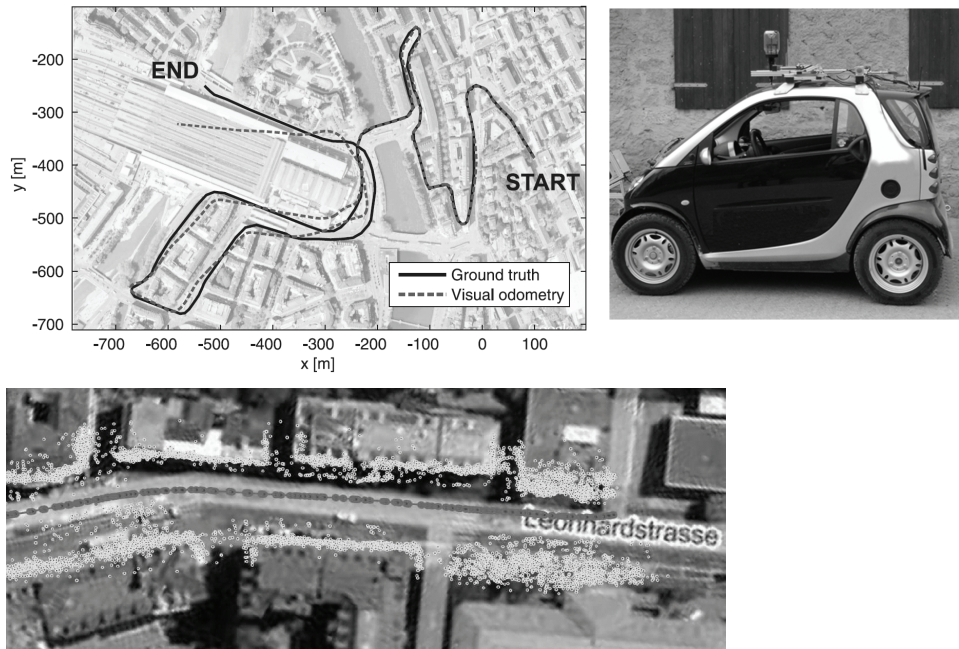 -200
-300
-400
-500
-600
-700
y [m]
END
START
Ground truth
Visual odometry
-700 -600 -500 -400 -300 -200 -100 0 100
x [m]
Leonhardstrasse